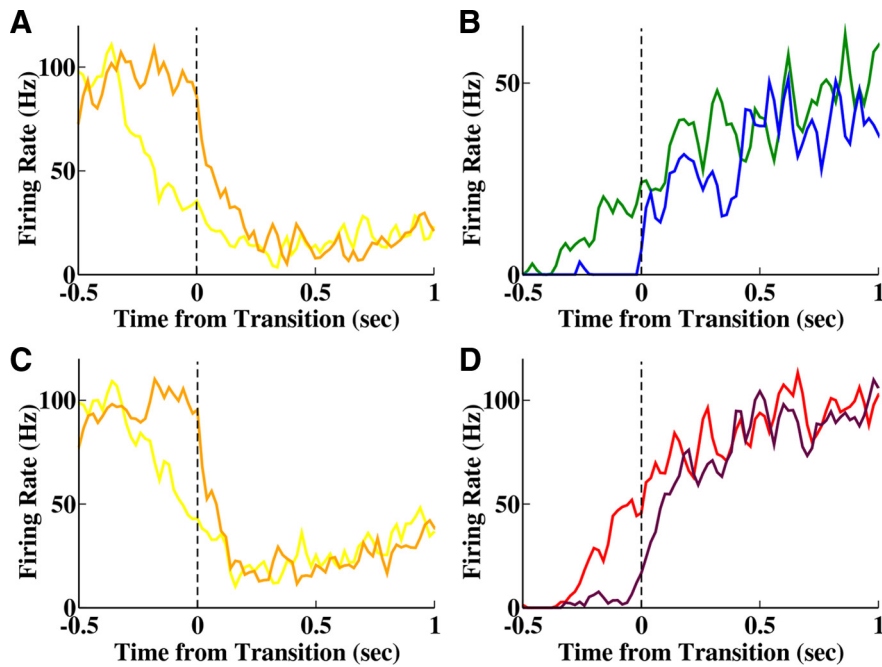 A
Firing Rate (Hz)
100
50
0
-0.5
0
0.5
1
Time from Transition (sec)
B
Firing Rate (Hz)
50
0
-0.5
0
0.5
1
Time from Transition (sec)
C
Firing Rate (Hz)
100
50
0
-0.5
0
0.5
1
Time from Transition (sec)
D
Firing Rate (Hz)
100
50
0
-0.5
0
0.5
1
Time from Transition (sec)